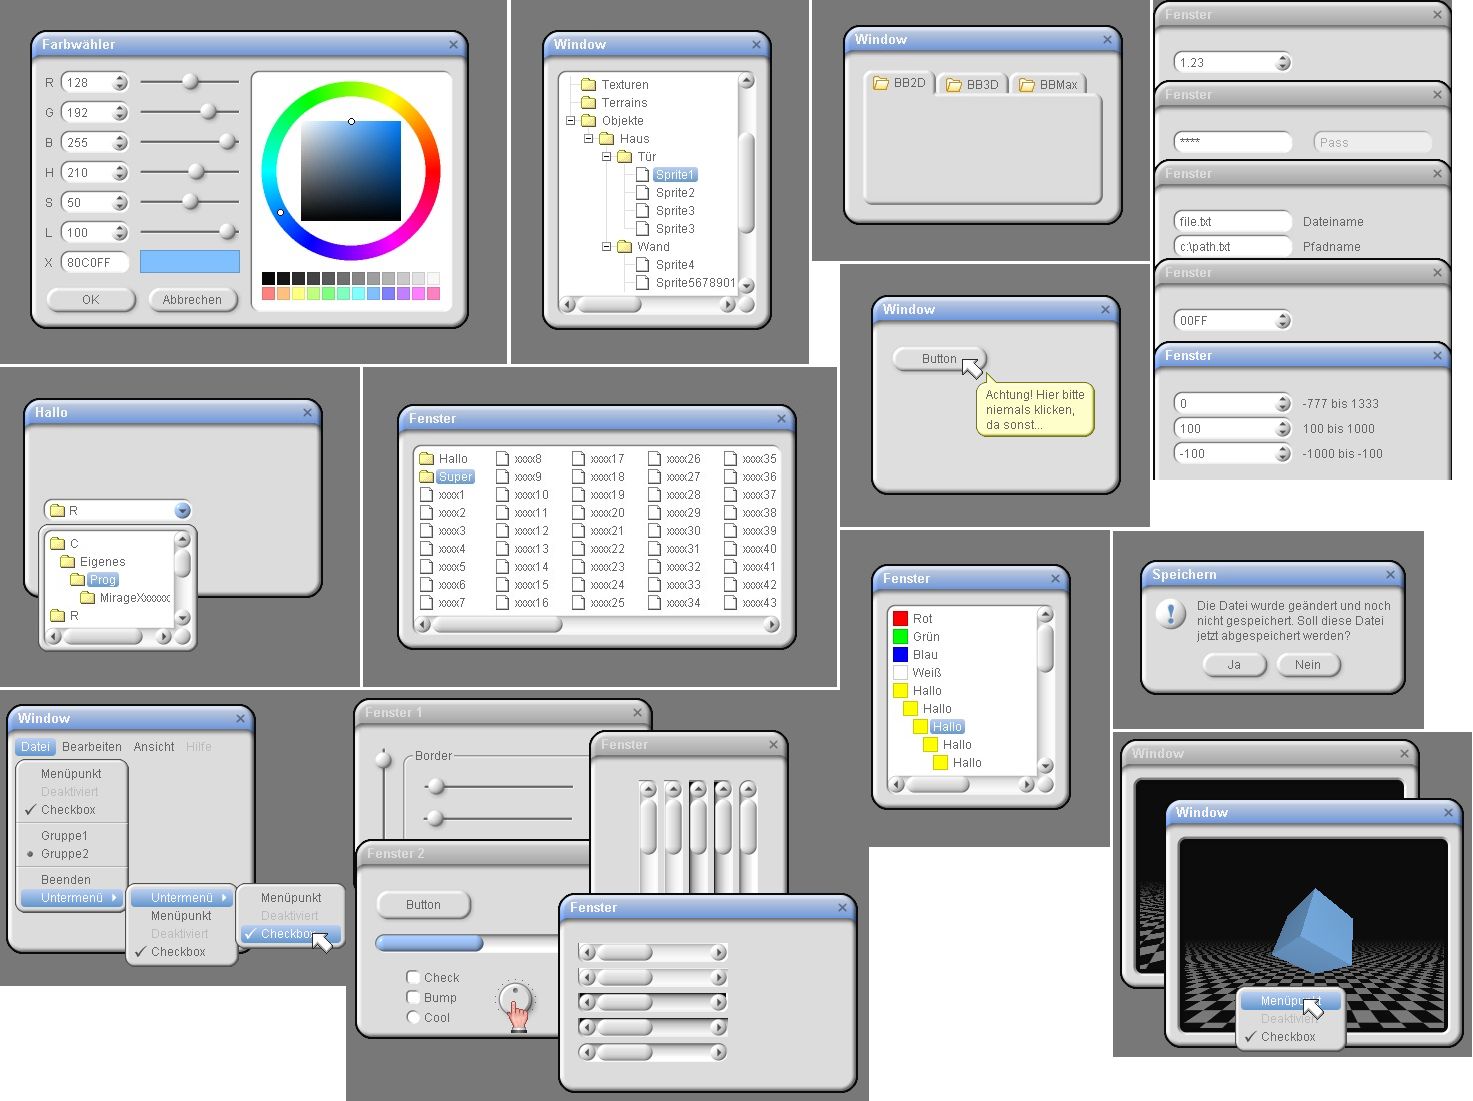 Farbwähler
R 128
G 192
B 255
H 210
S 50
L 100
X 80C0FF
OK Abbrechen
Window
Texturen
Terrains
Objekte
Haus
Tür
Sprite1
Sprite2
Sprite3
Sprite3
Wand
Sprite4
Sprite5678901
Window
BB2D BB3D BBMax
Fenster
1.23
Fenster
**** Pass
Fenster
file.txt Dateiname
c:\path.txt Pfadname
Fenster
00FF
Fenster
0 -777 bis 1333
100 100 bis 1000
-100 -1000 bis -100
Window
Button
Achtung! Hier bitte
niemals klicken,
da sonst...
Hallo
R
C
Eigenes
Prog
R
Fenster
Hallo xxxx8 xxxx17 xxxx26 xxxx35
Super xxxx9 xxxx18 xxxx27 xxxx36
xxxx1 xxxx10 xxxx19 xxxx28 xxxx37
xxxx2 xxxx11 xxxx20 xxxx29 xxxx38
xxxx3 xxxx12 xxxx21 xxxx30 xxxx39
xxxx4 xxxx13 xxxx22 xxxx31 xxxx40
xxxx5 xxxx14 xxxx23 xxxx32 xxxx41
xxxx6 xxxx15 xxxx24 xxxx33 xxxx42
xxxx7 xxxx16 xxxx25 xxxx34 xxxx43
Fenster
Rot
Grün
Blau
Weiß
Hallo
Hallo
Hallo
Hallo
Hallo
Speichern
Die Datei wurde geändert und noch
nicht gespeichert. Soll diese Datei
jetzt abgespeichert werden?
Ja Nein
Window
Datei Bearbeiten Ansicht Hilfe
Menüpunkt
Deaktiviert
Checkbox
Gruppe1
Gruppe2
Beenden
Untermenü
Untermenü
Menüpunkt
Deaktiviert
Checkbox
Menüpunkt
Deaktiviert
Checkbox
Fenster 1
Border
Fenster 2
Button
Check
Bump
Cool
Fenster
Fenster
Window
Window
Menüpunkt
Deaktiviert
Checkbox